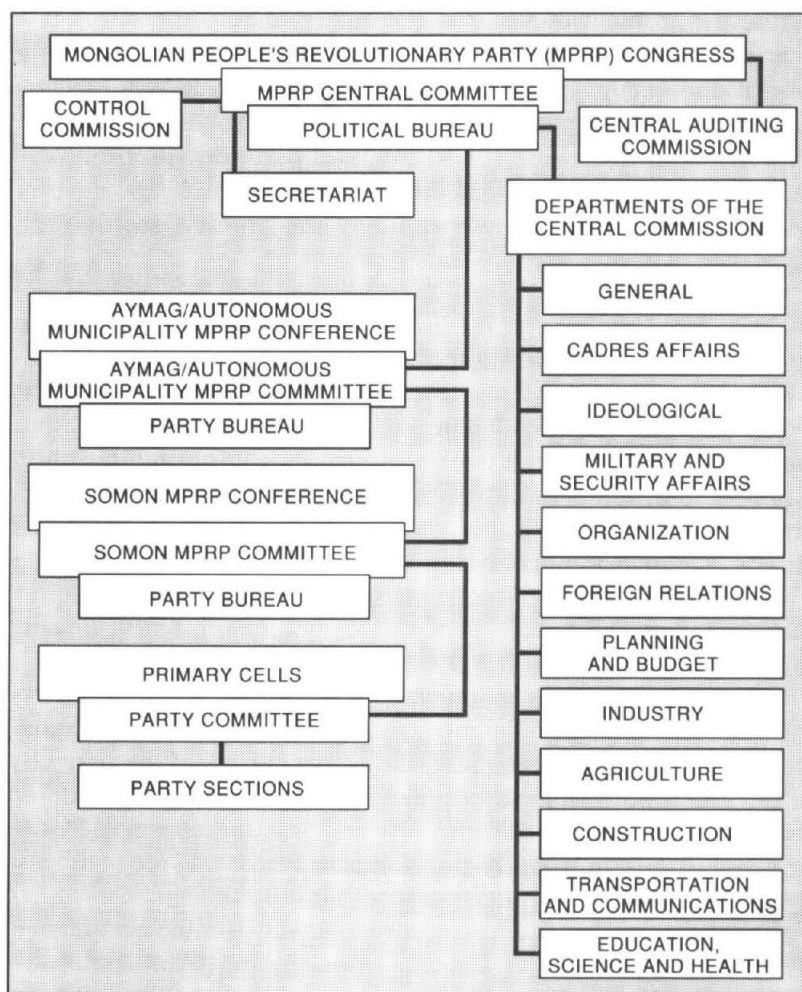 MONGOLIAN PEOPLE'S REVOLUTIONARY PARTY (MPRP) CONGRESS
MPRP CENTRAL COMMITTEE
CONTROL
COMMISSION
POLITICAL BUREAU
CENTRAL AUDITING
COMMISSION
SECRETARIAT
DEPARTMENTS OF THE
CENTRAL COMMISSION
AYMAG/AUTONOMOUS
MUNICIPALITY MPRP CONFERENCE
AYMAG/AUTONOMOUS
MUNICIPALITY MPRP COMMMITTEE
PARTY BUREAU
SOMON MPRP CONFERENCE
SOMON MPRP COMMITTEE
PARTY BUREAU
PRIMARY CELLS
PARTY COMMITTEE
PARTY SECTIONS
GENERAL
CADRES AFFAIRS
IDEOLOGICAL
MILITARY AND
SECURITY AFFAIRS
ORGANIZATION
FOREIGN RELATIONS
PLANNING
AND BUDGET
INDUSTRY
AGRICULTURE
CONSTRUCTION
TRANSPORTATION
AND COMMUNICATIONS
EDUCATION,
SCIENCE AND HEALTH